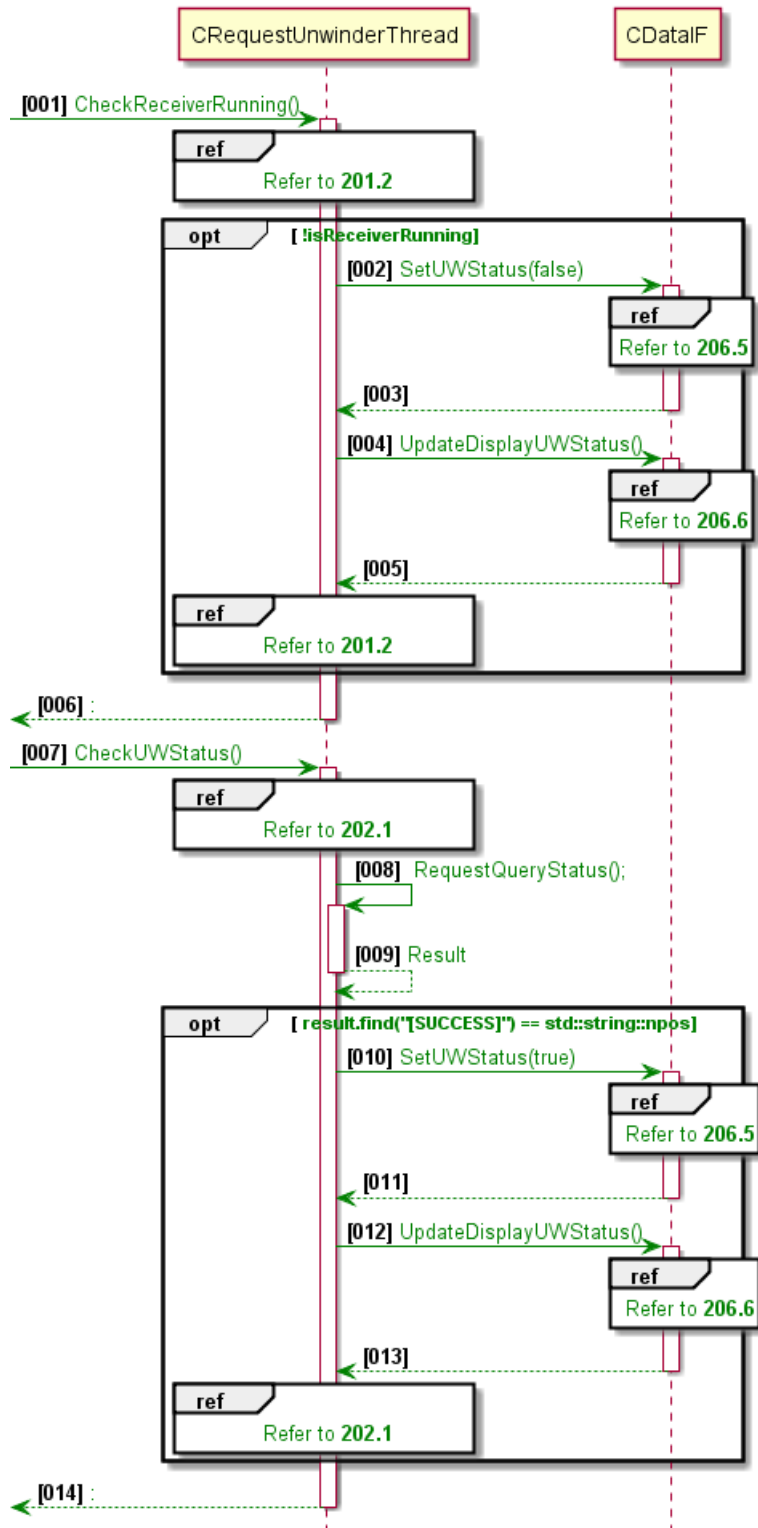 CRequestUnwinderThread CDataIF
[001] CheckReceiverRunning()
ref
Refer to 201.2
opt [ !isReceiverRunning]
[002] SetUWStatus(false)
ref
Refer to 206.5
[003]
[004] UpdateDisplayUWStatus()
ref
Refer to 206.6
[005]
ref
Refer to 201.2
[006] :
[007] CheckUWStatus()
ref
Refer to 202.1
[008] RequestQueryStatus();
[009] Result
opt [ result.find("[SUCCESS]") == std::string::npos]
[010] SetUWStatus(true)
ref
Refer to 206.5
[011]
[012] UpdateDisplayUWStatus()
ref
Refer to 206.6
[013]
ref
Refer to 202.1
[014] :